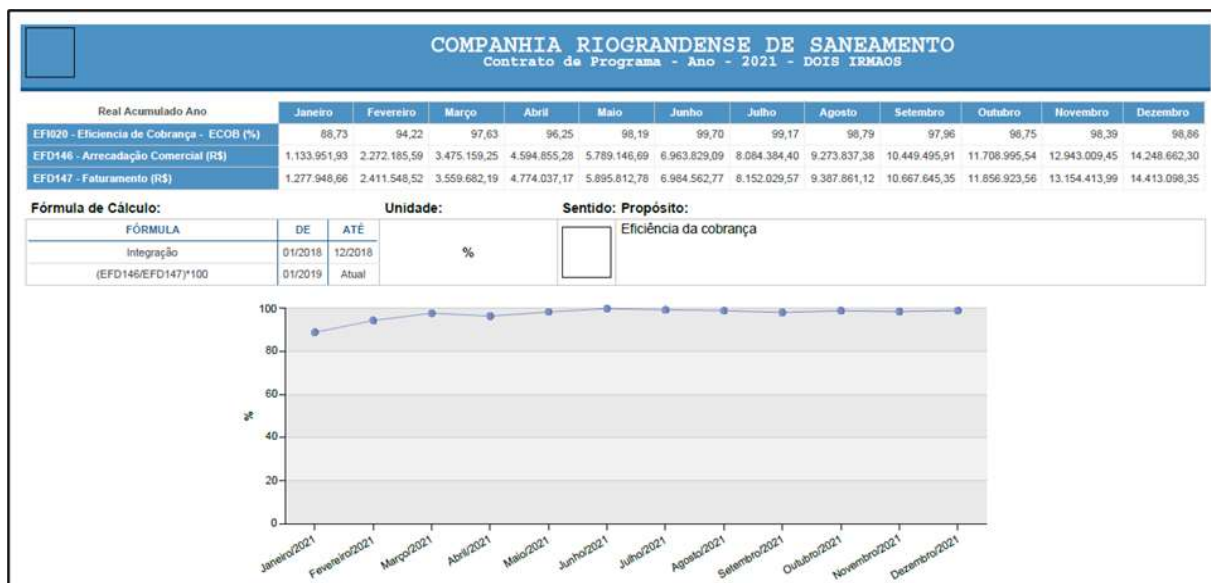 COMPANHIA RIOGRANDENSE DE SANEAMENTO
Contrato de Programa - Ano - 2021 - DOIS IRMAOS
Real Acumulado Ano Janeiro Fevereiro Março Abril Maio Junho Julho Agosto Setembro Outubro Novembro Dezembro
EFI020 - Eficiencia de Cobrança - ECOB (%) 88,73 94,22 97,63 96,25 98,19 99,70 99,17 98,79 97,96 98,75 98,39 98,86
EFD146 - Arrecadação Comercial (R$) 1.133.951,93 2.272.185,59 3.475.159,25 4.594.855,28 5.789.146,69 6.963.829,09 8.084.384,40 9.273.837,38 10.449.495,91 11.708.995,54 12.943.009,45 14.248.662,30
EFD147 - Faturamento (R$) 1.277.948,66 2.411.548,52 3.559.682,19 4.774.037,17 5.895.812,78 6.984.562,77 8.152.029,57 9.387.861,12 10.667.645,35 11.856.923,56 13.154.413,99 14.413.098,35
Fórmula de Cálculo: Unidade: Sentido: Propósito:
FÓRMULA DE ATÉ
Eficiência da cobrança
Integração 01/2018 12/2018
%
(EFD146/EFD147)*100 01/2019 Atual
100
80
60
40
20
0
%
Janeiro/2021 Fevereiro/2021 Março/2021 Abril/2021 Maio/2021 Junho/2021 Julho/2021 Agosto/2021 Setembro/2021 Outubro/2021 Novembro/2021 Dezembro/2021